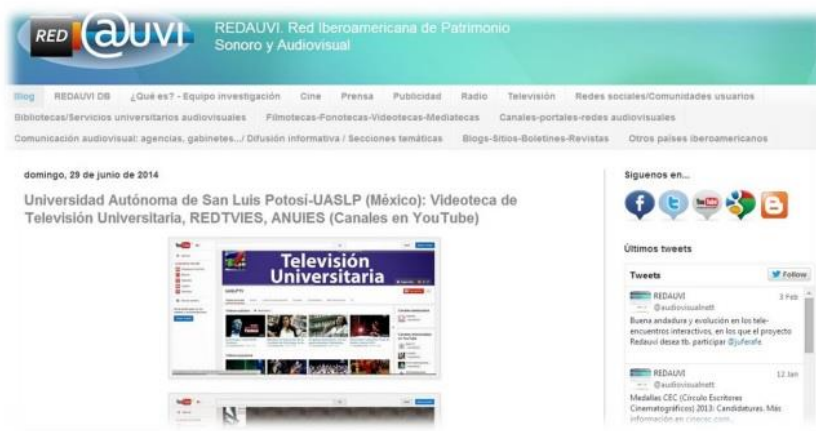 RED @UVI
REDAUVI. Red Iberoamericana de Patrimonio
Sonoro y Audiovisual
Blog REDAUVI DB ¿Qué es? - Equipo investigación Cine Prensa Publicidad Radio Televisión Redes sociales/Comunidades usuarios
Bibliotecas/Servicios universitarios audiovisuales Filmotecas-Fonotecas-Videotecas-Mediatecas Canales-portales-redes audiovisuales
Comunicación audiovisual: agencias, gabinetes.../ Difusión informativa / Secciones temáticas Blogs-Sitios-Boletines-Revistas Otros países iberoamericanos
domingo, 29 de junio de 2014
Universidad Autónoma de San Luis Potosí-UASLP (México): Videoteca de
Televisión Universitaria, REDTVIES, ANUIES (Canales en YouTube)
Televisión
Universitaria
Síguenos en...
Últimos tweets
Tweets Follow
REDAUVI 3 Feb
@audiovisualnett
Buena andadura y evolución en los tele-
encuentros interactivos, en los que el proyecto
Redauvi desea tb. participar @juferafe
REDAUVI 12 Jan
@audiovisualnett
Medallas CEC (Círculo Escritores
Cinematográficos) 2013: Candidaturas. Más
información en cinecec.com...